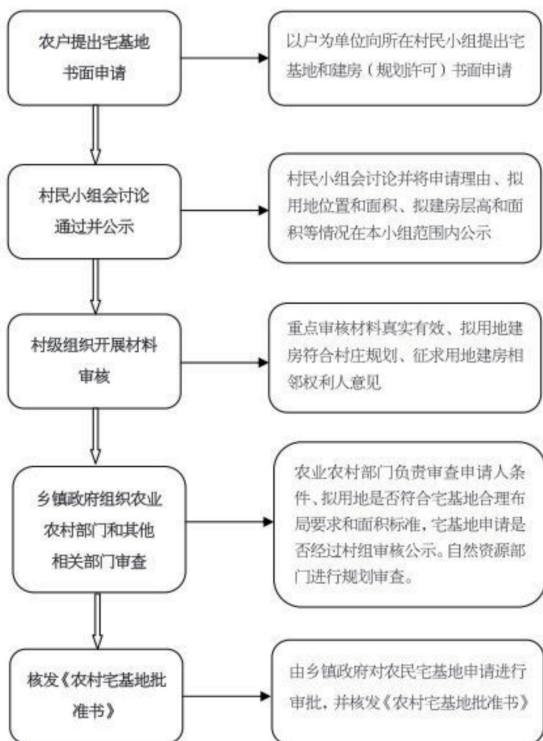 农户提出宅基地
书面申请
以户为单位向所在村民小组提出宅
基地和建房（规划许可）书面申请
村民小组会讨论
通过并公示
村民小组会讨论并将申请理由、拟
用地位置和面积、拟建房层高和面
积等情况在本小组范围内公示
村级组织开展材料
审核
重点审核材料真实有效、拟用地建
房符合村庄规划、征求用地建房相
邻权利人意见
乡镇政府组织农业
农村部门和其他
相关部门审查
农业农村部门负责审查申请人条
件、拟用地是否符合宅基地合理布
局要求和面积标准，宅基地申请是
否经过村组审核公示。自然资源部
门进行规划审查。
核发《农村宅基地批
准书》
由乡镇政府对农民宅基地申请进行
审批，并核发《农村宅基地批准书》